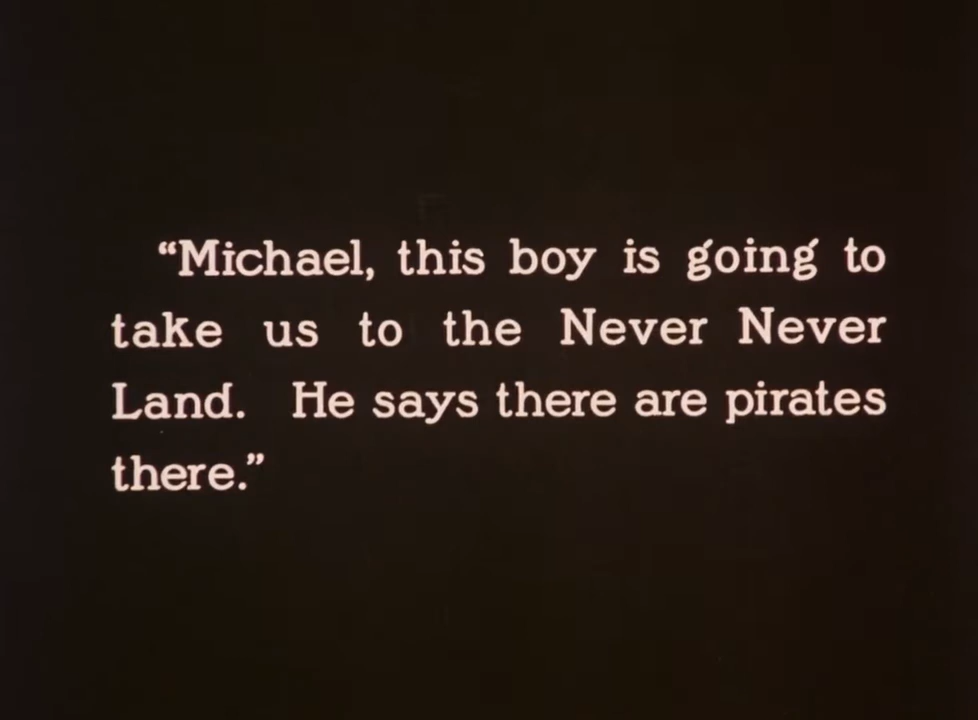 “Michael, this boy is going to
take us to the Never Never
Land. He says there are pirates
there.”